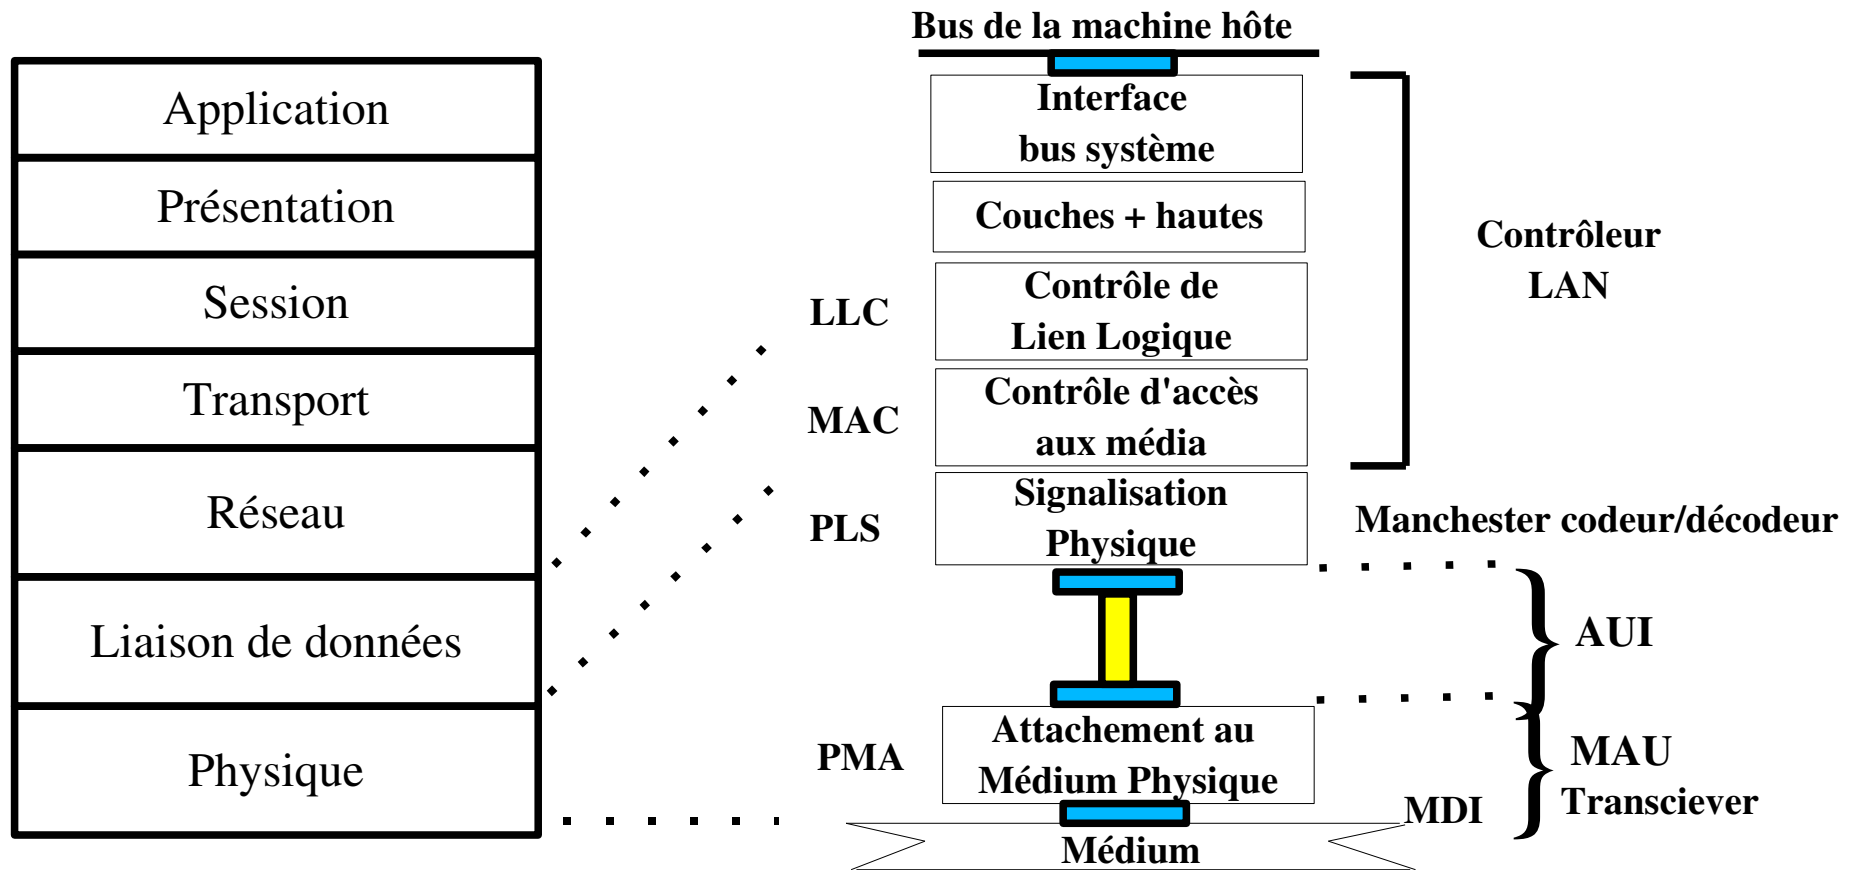 Bus de la machine hôte
Application
Présentation
Session
Transport
Réseau
Liaison de données
Physique
Interface
bus système
Couches + hautes
LLC
Contrôle de
Lien Logique
MAC
Contrôle d'accès
aux média
PLS
Signalisation
Physique
PMA
Attachement au
Médium Physique
Médium
Contrôleur
LAN
Manchester codeur/décodeur
AUI
MAU
Transciever
MDI